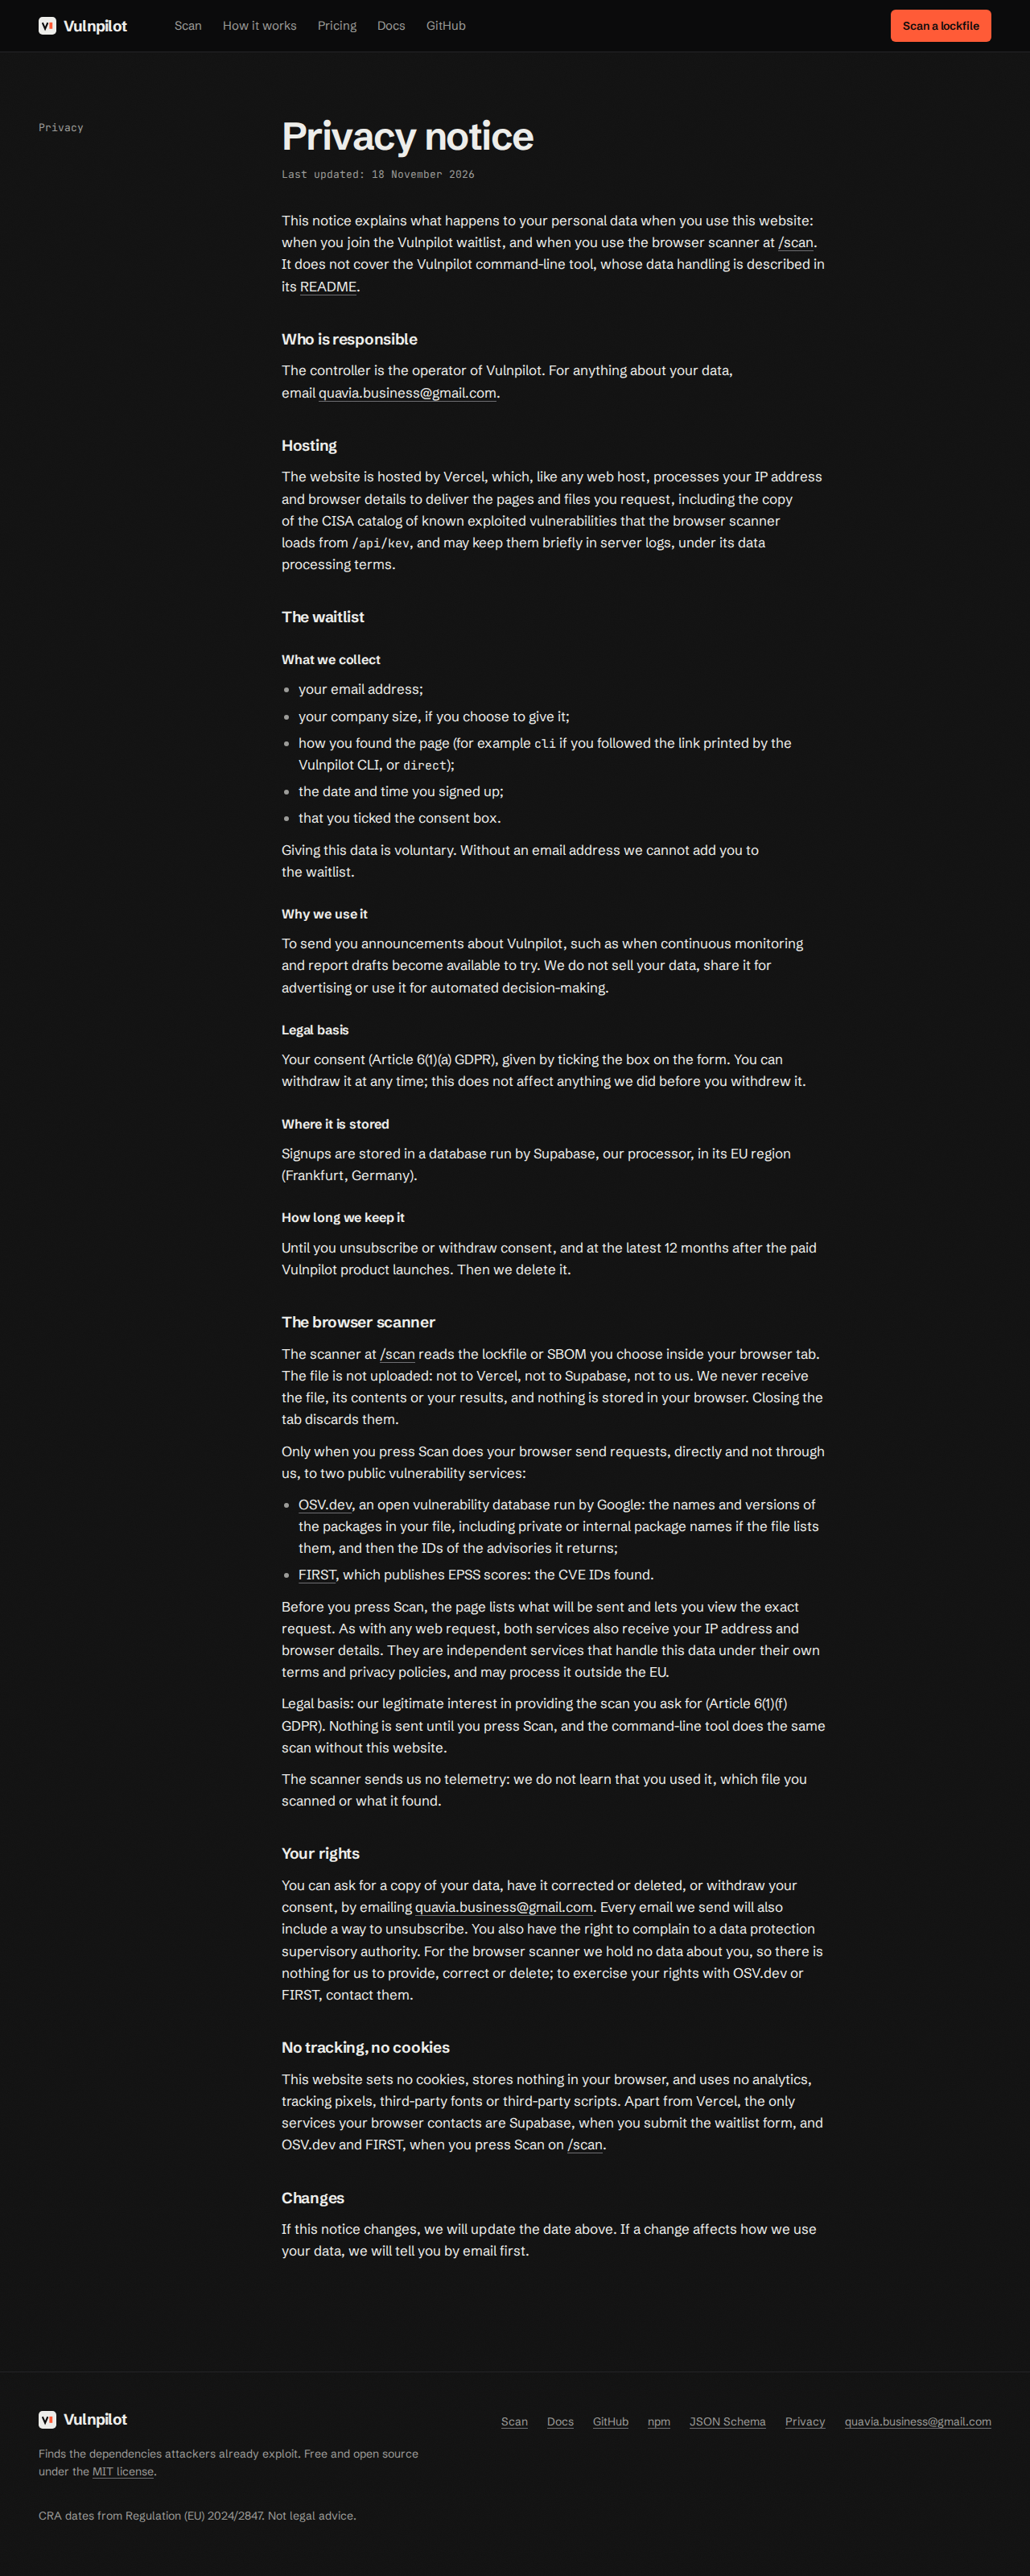 Vulnpilot
Scan
How it works
Pricing
Docs
GitHub
Scan a lockfile
Privacy
Privacy notice
Last updated: 18 November 2026
This notice explains what happens to your personal data when you use this website:
when you join the Vulnpilot waitlist, and when you use the browser scanner at /scan.
It does not cover the Vulnpilot command-line tool, whose data handling is described in
its README.
Who is responsible
The controller is the operator of Vulnpilot. For anything about your data,
email quavia.business@gmail.com.
Hosting
The website is hosted by Vercel, which, like any web host, processes your IP address
and browser details to deliver the pages and files you request, including the copy
of the CISA catalog of known exploited vulnerabilities that the browser scanner
loads from /api/kev, and may keep them briefly in server logs, under its data
processing terms.
The waitlist
What we collect
your email address;
your company size, if you choose to give it;
how you found the page (for example cli if you followed the link printed by the
Vulnpilot CLI, or direct);
the date and time you signed up;
that you ticked the consent box.
Giving this data is voluntary. Without an email address we cannot add you to
the waitlist.
Why we use it
To send you announcements about Vulnpilot, such as when continuous monitoring
and report drafts become available to try. We do not sell your data, share it for
advertising or use it for automated decision-making.
Legal basis
Your consent (Article 6(1)(a) GDPR), given by ticking the box on the form. You can
withdraw it at any time; this does not affect anything we did before you withdrew it.
Where it is stored
Signups are stored in a database run by Supabase, our processor, in its EU region
(Frankfurt, Germany).
How long we keep it
Until you unsubscribe or withdraw consent, and at the latest 12 months after the paid
Vulnpilot product launches. Then we delete it.
The browser scanner
The scanner at /scan reads the lockfile or SBOM you choose inside your browser tab.
The file is not uploaded: not to Vercel, not to Supabase, not to us. We never receive
the file, its contents or your results, and nothing is stored in your browser. Closing the
tab discards them.
Only when you press Scan does your browser send requests, directly and not through
us, to two public vulnerability services:
OSV.dev, an open vulnerability database run by Google: the names and versions of
the packages in your file, including private or internal package names if the file lists
them, and then the IDs of the advisories it returns;
FIRST, which publishes EPSS scores: the CVE IDs found.
Before you press Scan, the page lists what will be sent and lets you view the exact
request. As with any web request, both services also receive your IP address and
browser details. They are independent services that handle this data under their own
terms and privacy policies, and may process it outside the EU.
Legal basis: our legitimate interest in providing the scan you ask for (Article 6(1)(f)
GDPR). Nothing is sent until you press Scan, and the command-line tool does the same
scan without this website.
The scanner sends us no telemetry: we do not learn that you used it, which file you
scanned or what it found.
Your rights
You can ask for a copy of your data, have it corrected or deleted, or withdraw your
consent, by emailing quavia.business@gmail.com. Every email we send will also
include a way to unsubscribe. You also have the right to complain to a data protection
supervisory authority. For the browser scanner we hold no data about you, so there is
nothing for us to provide, correct or delete; to exercise your rights with OSV.dev or
FIRST, contact them.
No tracking, no cookies
This website sets no cookies, stores nothing in your browser, and uses no analytics,
tracking pixels, third-party fonts or third-party scripts. Apart from Vercel, the only
services your browser contacts are Supabase, when you submit the waitlist form, and
OSV.dev and FIRST, when you press Scan on /scan.
Changes
If this notice changes, we will update the date above. If a change affects how we use
your data, we will tell you by email first.
Vulnpilot
Scan
Docs
GitHub
npm
JSON Schema
Privacy
quavia.business@gmail.com
Finds the dependencies attackers already exploit. Free and open source
under the MIT license.
CRA dates from Regulation (EU) 2024/2847. Not legal advice.